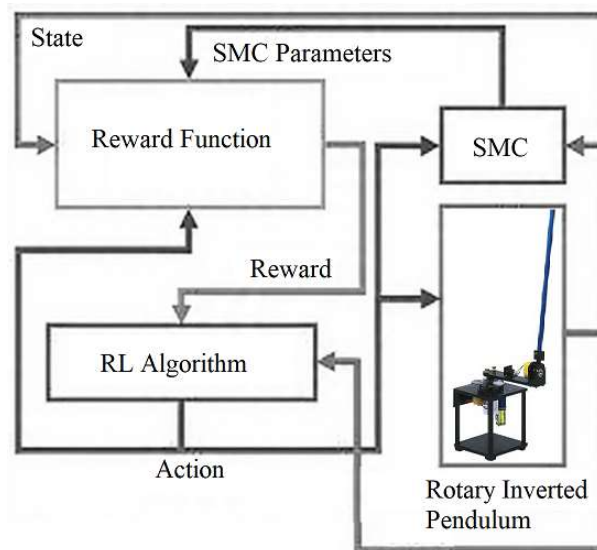 State
SMC Parameters
Reward Function
SMC
Reward
RL Algorithm
Action
Rotary Inverted
Pendulum